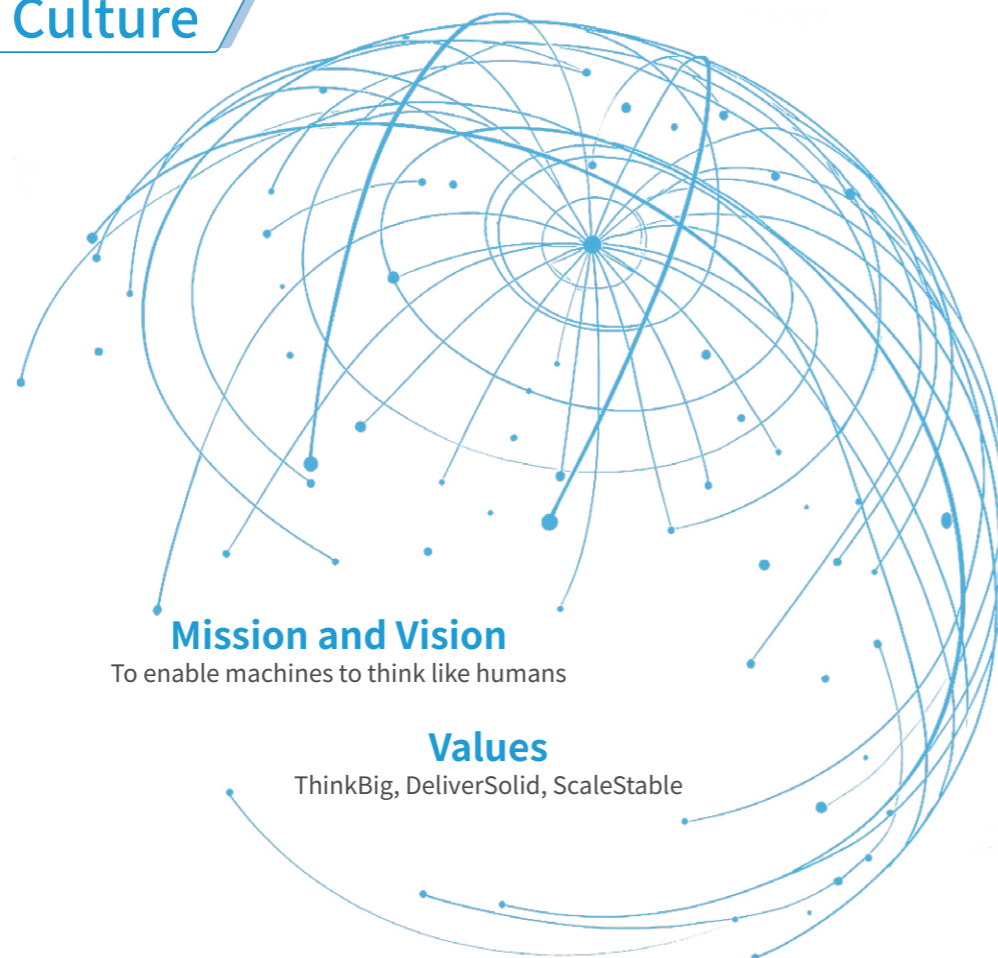 Culture
Mission and Vision
To enable machines to think like humans
Values
ThinkBig, DeliverSolid, ScaleStable